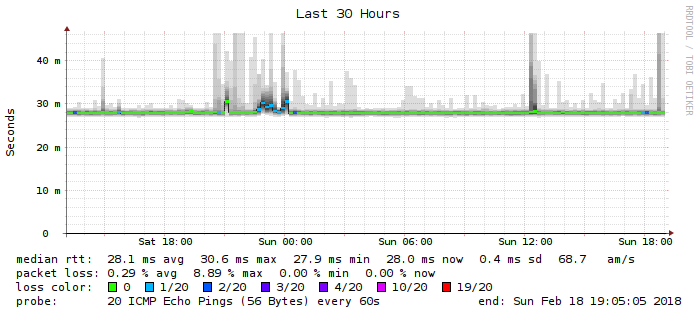 Last 30 Hours
RRDTOOL / TOBI OETIKER
Seconds
40 m
30 m
20 m
10 m
0
Sat 18:00 Sun 00:00 Sun 06:00 Sun 12:00 Sun 18:00
median rtt: 28.1 ms avg 30.6 ms max 27.9 ms min 28.0 ms now 0.4 ms sd 68.7 am/s
packet loss: 0.29 % avg 8.89 % max 0.00 % min 0.00 % now
loss color: 0 1/20 2/20 3/20 4/20 10/20 19/20
probe: 20 ICMP Echo Pings (56 Bytes) every 60s end: Sun Feb 18 19:05:05 2018